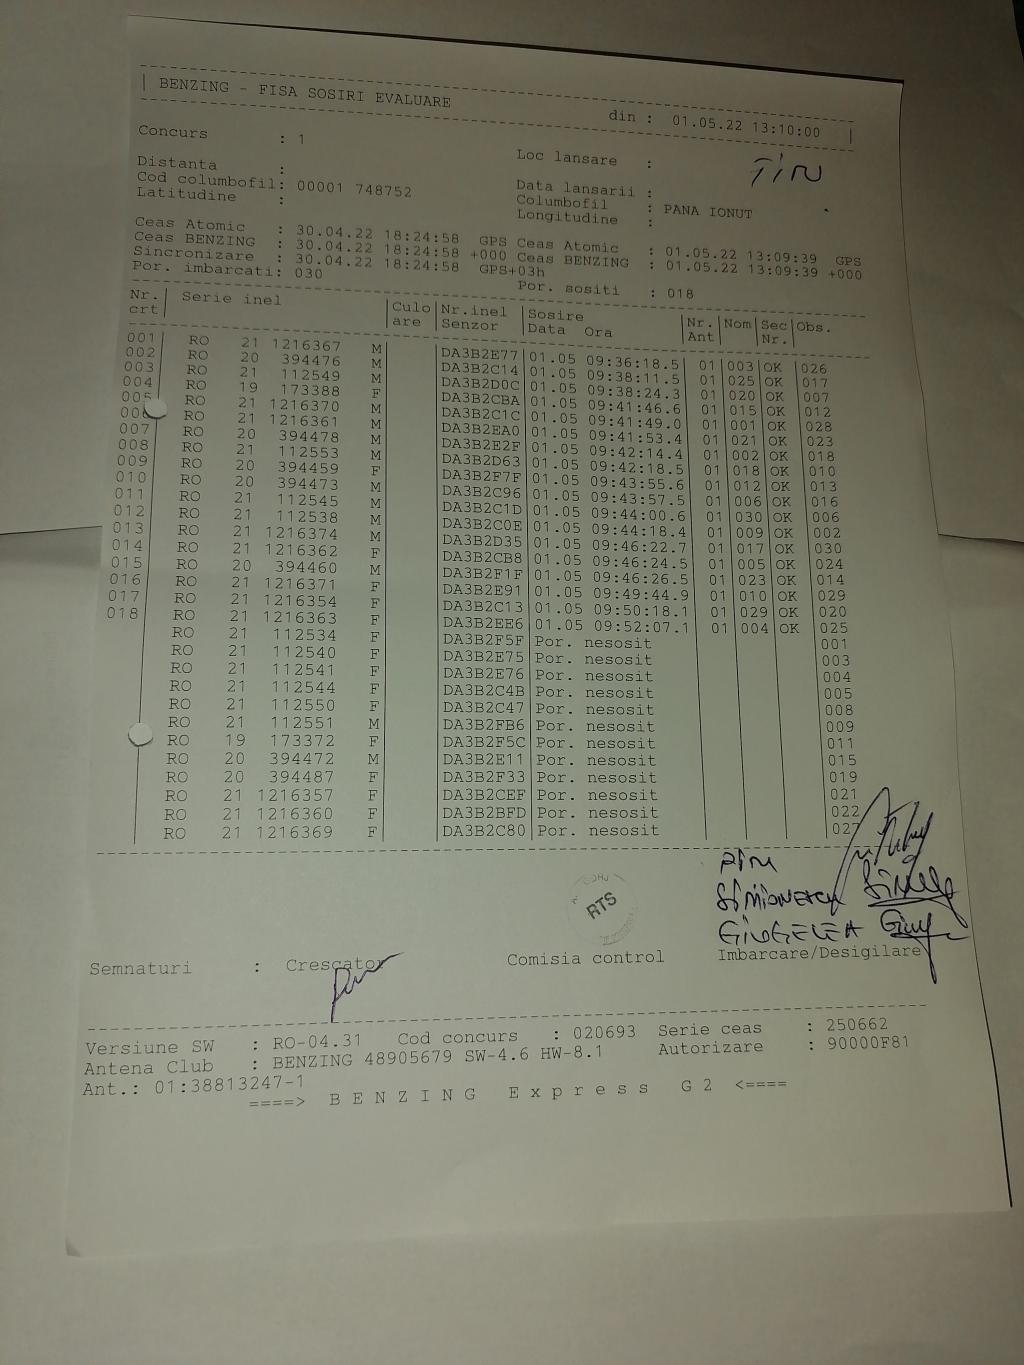 BENZING - FISA SOSIRI EVALUARE din : 01.05.22 13:10:00
Concurs : 1 Loc lansare : TINU
Distanta : Data lansarii :
Cod columbofil: 00001 748752 Columbofil : PANA IONUT
Latitudine : Longitudine :
Ceas Atomic : 30.04.22 18:24:58 GPS Ceas Atomic : 01.05.22 13:09:39 GPS
Ceas BENZING : 30.04.22 18:24:58 +000 Ceas BENZING : 01.05.22 13:09:39 +000
Sincronizare : 30.04.22 18:24:58 GPS+03h
Por. imbarcati: 030 Por. sositi : 018
Nr. Serie inel Culo Nr.inel Sosire Nr. Nom Sec Obs.
crt are Senzor Data Ora Ant Nr.
001 RO 21 1216367 M DA3B2E77 01.05 09:36:18.5 01 003 OK 026
002 RO 20 394476 M DA3B2C14 01.05 09:38:11.5 01 025 OK 017
003 RO 21 112549 M DA3B2D0C 01.05 09:38:24.3 01 020 OK 007
004 RO 19 173388 F DA3B2CBA 01.05 09:41:46.6 01 015 OK 012
005 RO 21 1216370 M DA3B2C1C 01.05 09:41:49.0 01 001 OK 028
006 RO 21 1216361 M DA3B2EA0 01.05 09:41:53.4 01 021 OK 023
007 RO 20 394478 M DA3B2E2F 01.05 09:42:14.4 01 002 OK 018
008 RO 21 112553 M DA3B2D63 01.05 09:42:18.5 01 018 OK 010
009 RO 20 394459 F DA3B2F7F 01.05 09:43:55.6 01 012 OK 013
010 RO 20 394473 M DA3B2C96 01.05 09:43:57.5 01 006 OK 016
011 RO 21 112545 M DA3B2C1D 01.05 09:44:00.6 01 030 OK 006
012 RO 21 112538 M DA3B2C0E 01.05 09:44:18.4 01 009 OK 002
013 RO 21 1216374 M DA3B2D35 01.05 09:46:22.7 01 017 OK 030
014 RO 21 1216362 F DA3B2CB8 01.05 09:46:24.5 01 005 OK 024
015 RO 20 394460 M DA3B2F1F 01.05 09:46:26.5 01 023 OK 014
016 RO 21 1216371 F DA3B2E91 01.05 09:49:44.9 01 010 OK 029
017 RO 21 1216354 F DA3B2C13 01.05 09:50:18.1 01 029 OK 020
018 RO 21 1216363 F DA3B2EE6 01.05 09:52:07.1 01 004 OK 025
RO 21 112534 F DA3B2F5F Por. nesosit 001
RO 21 112540 F DA3B2E75 Por. nesosit 003
RO 21 112541 F DA3B2E76 Por. nesosit 004
RO 21 112544 F DA3B2C4B Por. nesosit 005
RO 21 112550 F DA3B2C47 Por. nesosit 008
RO 21 112551 M DA3B2FB6 Por. nesosit 009
RO 19 173372 F DA3B2F5C Por. nesosit 011
RO 20 394472 M DA3B2E11 Por. nesosit 015
RO 20 394487 F DA3B2F33 Por. nesosit 019
RO 21 1216357 F DA3B2CEF Por. nesosit 021
RO 21 1216360 F DA3B2BFD Por. nesosit 022
RO 21 1216369 F DA3B2C80 Por. nesosit 027
RTS
GIUGELEA
Semnaturi : Crescator Comisia control Imbarcare/Desigilare
Versiune SW : RO-04.31 Cod concurs : 020693 Serie ceas : 250662
Antena Club : BENZING 48905679 SW-4.6 HW-8.1 Autorizare : 90000F81
Ant.: 01:38813247-1
====> B E N Z I N G E x p r e s s G 2 <====